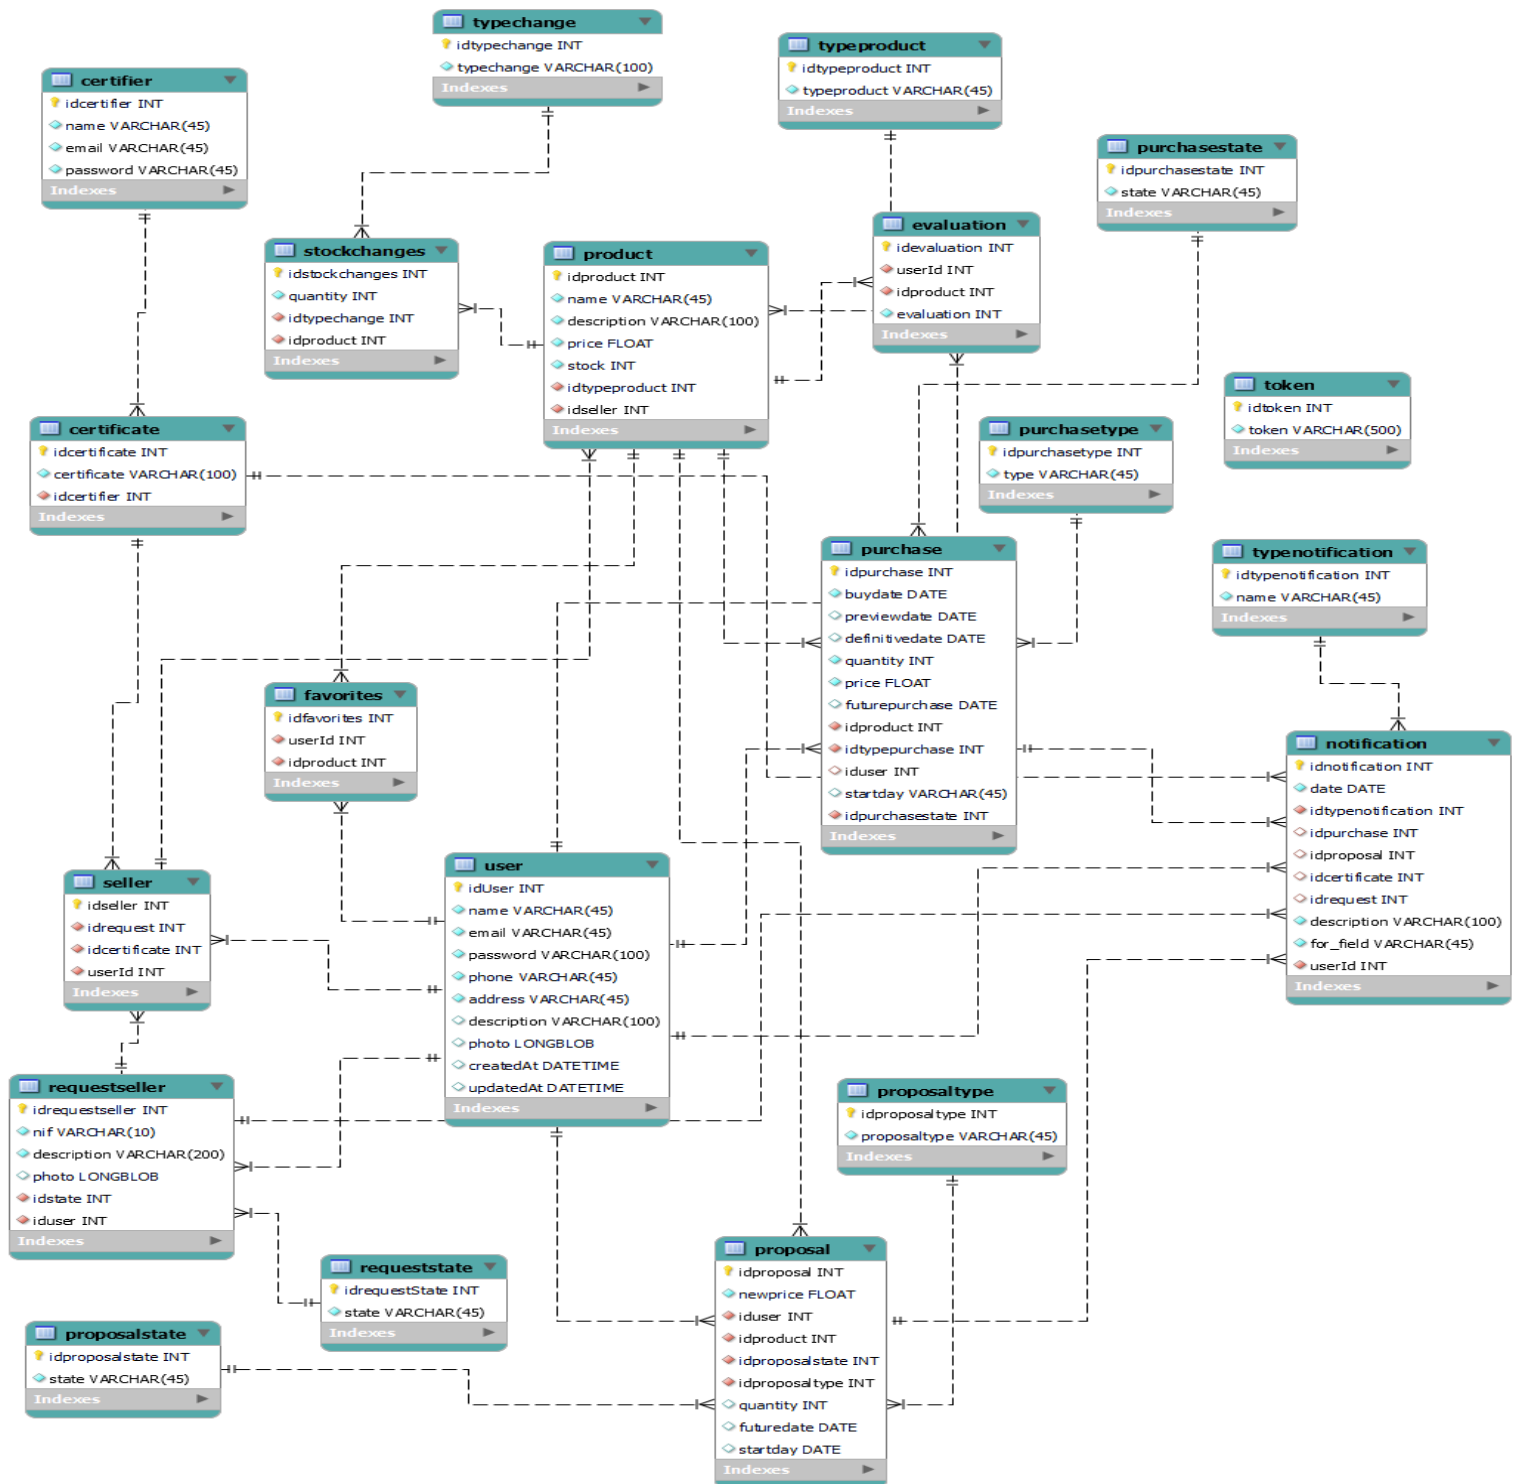 typechange
idtypechange INT
typechange VARCHAR(100)
Indexes
typeproduct
idtypeproduct INT
typeproduct VARCHAR(45)
Indexes
certifier
idcertifier INT
name VARCHAR(45)
email VARCHAR(45)
password VARCHAR(45)
Indexes
purchasestate
idpurchasestate INT
state VARCHAR(45)
Indexes
stockchanges
idstockchanges INT
quantity INT
idtypechange INT
idproduct INT
Indexes
product
idproduct INT
name VARCHAR(45)
description VARCHAR(100)
price FLOAT
stock INT
idtypeproduct INT
idseller INT
Indexes
evaluation
idevaluation INT
userId INT
idproduct INT
evaluation INT
Indexes
token
idtoken INT
token VARCHAR(500)
Indexes
certificate
idcertificate INT
certificate VARCHAR(100)
idcertifier INT
Indexes
purchasetype
idpurchasetype INT
type VARCHAR(45)
Indexes
purchase
idpurchase INT
buydate DATE
previewdate DATE
definitivedate DATE
quantity INT
price FLOAT
futurepurchase DATE
idproduct INT
idtypepurchase INT
iduser INT
startday VARCHAR(45)
idpurchasestate INT
Indexes
typenotification
idtypenotification INT
name VARCHAR(45)
Indexes
favorites
idfavorites INT
userId INT
idproduct INT
Indexes
notification
idnotification INT
date DATE
idtypenotification INT
idpurchase INT
idproposal INT
idcertificate INT
idrequest INT
description VARCHAR(100)
for_field VARCHAR(45)
userId INT
Indexes
seller
idseller INT
idrequest INT
idcertificate INT
userId INT
Indexes
user
idUser INT
name VARCHAR(45)
email VARCHAR(45)
password VARCHAR(100)
phone VARCHAR(45)
address VARCHAR(45)
description VARCHAR(100)
photo LONGBLOB
createdAt DATETIME
updatedAt DATETIME
Indexes
requestseller
idrequestseller INT
nif VARCHAR(10)
description VARCHAR(200)
photo LONGBLOB
idstate INT
iduser INT
Indexes
proposaltype
idproposaltype INT
proposaltype VARCHAR(45)
Indexes
requeststate
idrequestState INT
state VARCHAR(45)
Indexes
proposal
idproposal INT
newprice FLOAT
iduser INT
idproduct INT
idproposalstate INT
idproposaltype INT
quantity INT
futuredate DATE
startday DATE
Indexes
proposalstate
idproposalstate INT
state VARCHAR(45)
Indexes